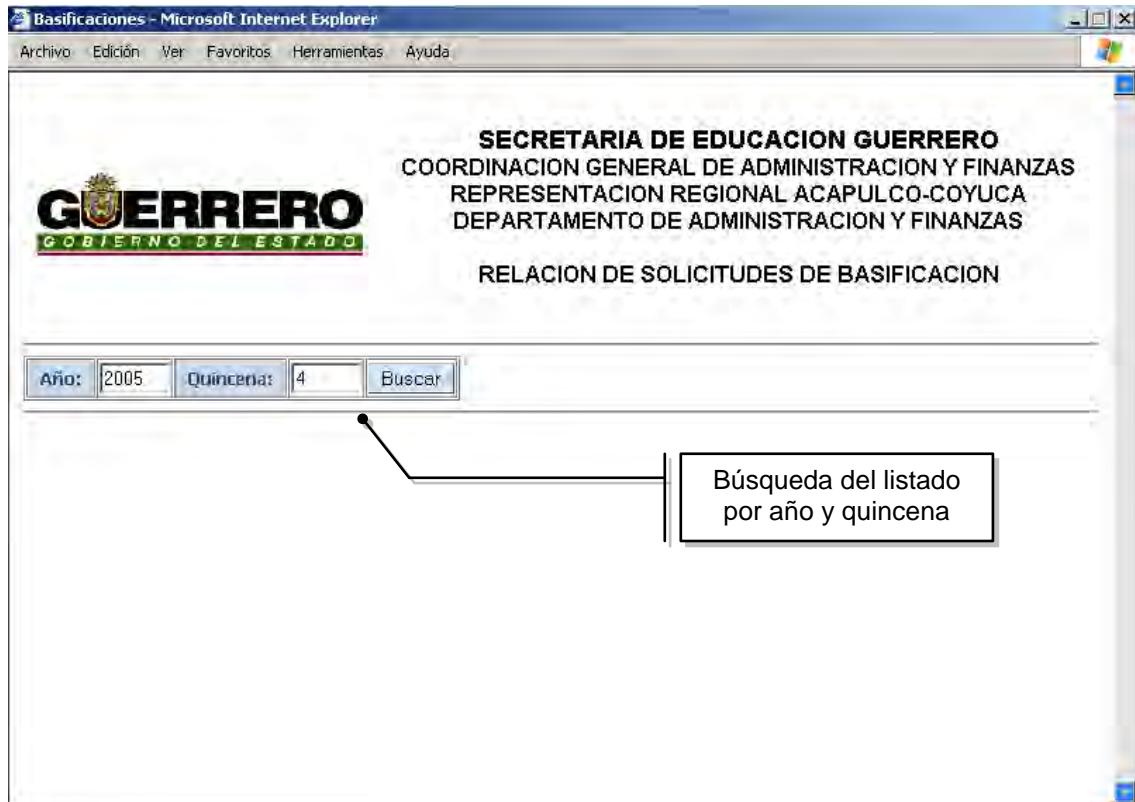 Basificaciones - Microsoft Internet Explorer
Archivo Edición Ver Favoritos Herramientas Ayuda
SECRETARIA DE EDUCACION GUERRERO
COORDINACION GENERAL DE ADMINISTRACION Y FINANZAS
REPRESENTACION REGIONAL ACAPULCO-COYUCA
DEPARTAMENTO DE ADMINISTRACION Y FINANZAS
GUERRERO
GOBIERNO DEL ESTADO
RELACION DE SOLICITUDES DE BASIFICACION
Año: 2005 Quincena: 4 Buscar
Búsqueda del listado
por año y quincena